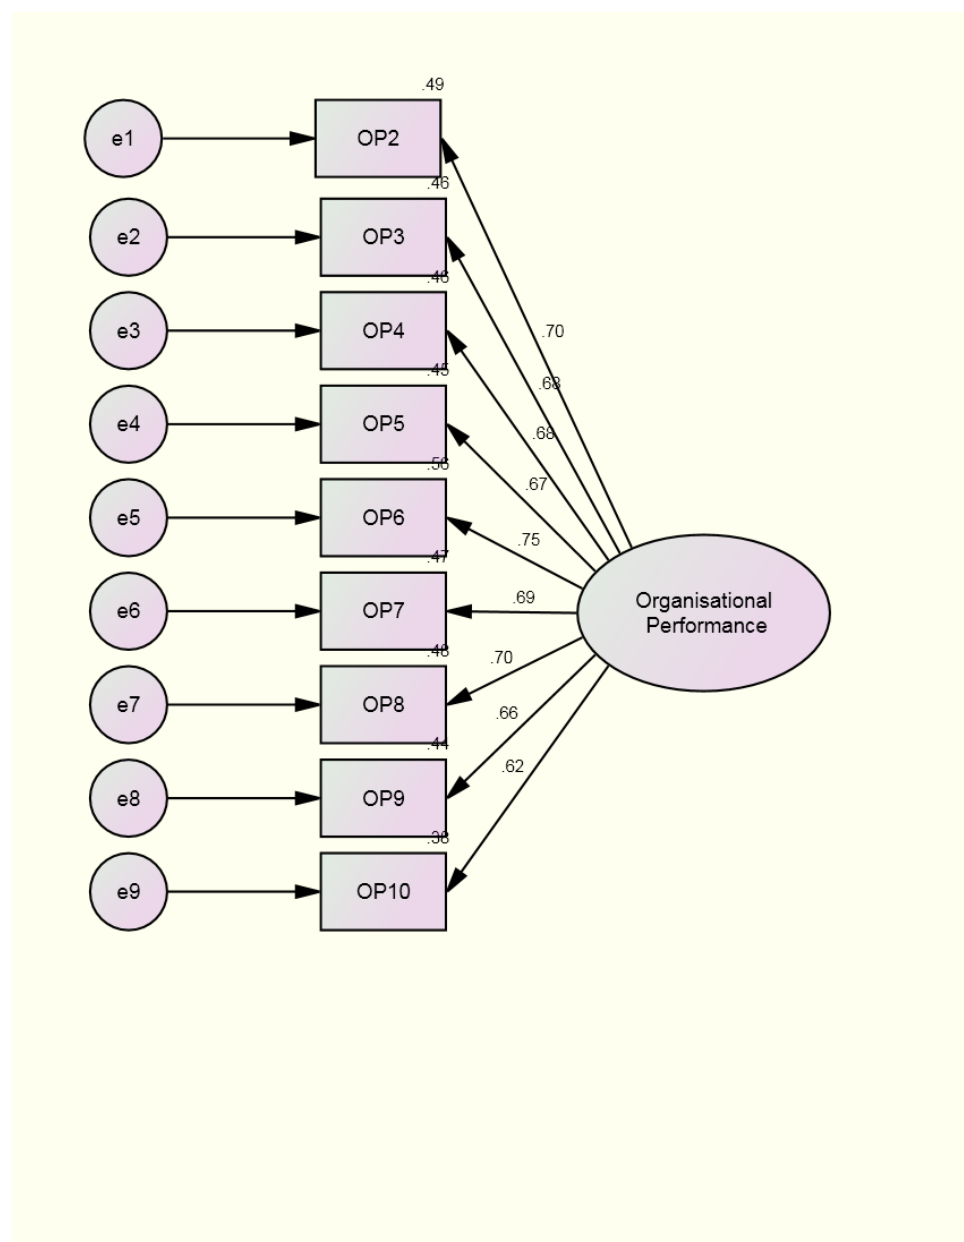 .49
e1
OP2
.46
e2
OP3
.46
e3
OP4
.70
.45
.68
e4
OP5
.68
.56
.67
e5
OP6
.75
.47
e6
OP7
.69
Organisational
Performance
.48
.70
e7
OP8
.66
.44
.62
e8
OP9
.38
e9
OP10